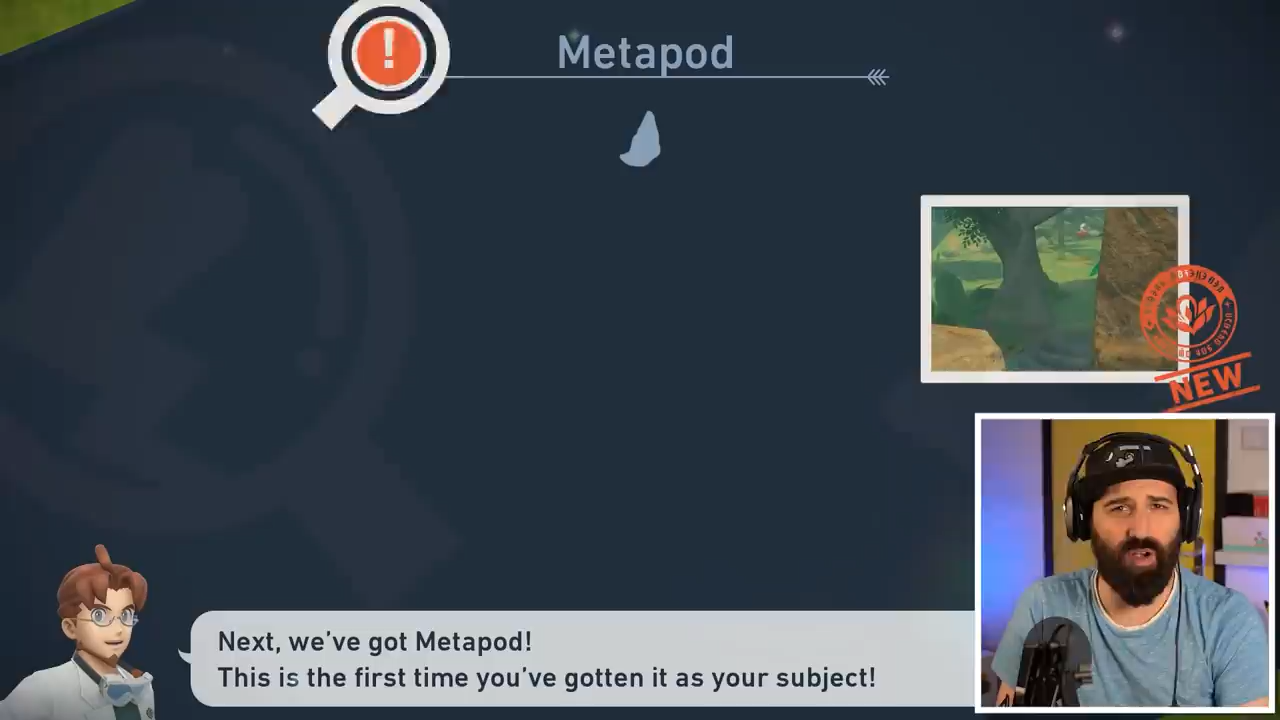 Metapod
NEW
Next, we've got Metapod!
This is the first time you've gotten it as your subject!